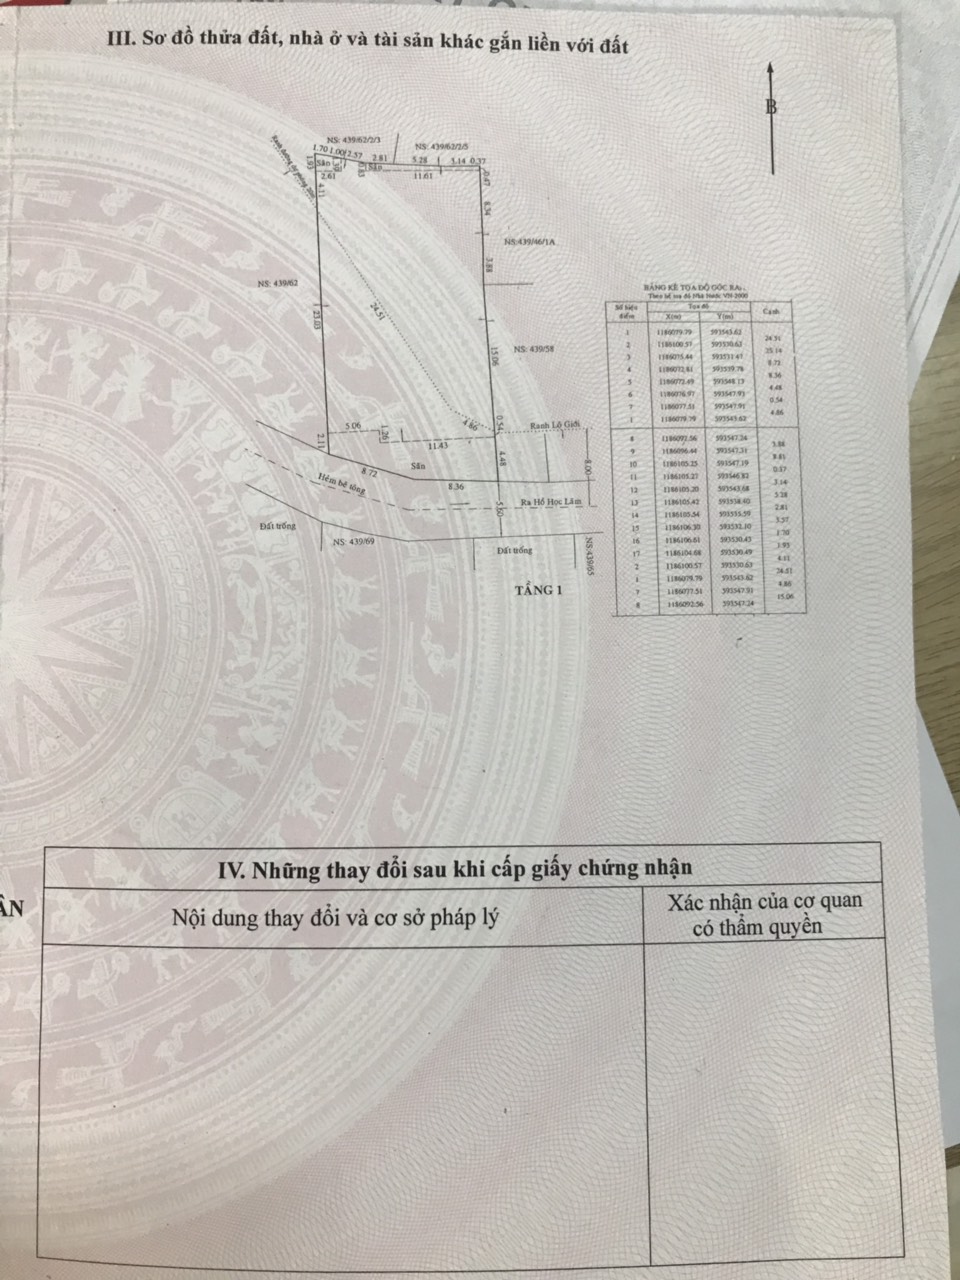 III. Sơ đồ thửa đất, nhà ở và tài sản khác gắn liền với đất
B
NS: 439/62/2/3
NS: 439/62/2/5
1.70 1.00 2.57 2.81 5.28 3.14 0.37
1.93 Sân Sân 0.47
2.61 11.61
4.11 8.34
NS:439/46/1A
3.88
NS: 439/62
24.51
23.03
NS: 439/58
15.06
5.06 1.26 4.86 0.54 Ranh Lộ Giới
2.11 11.43
Sân 4.48 8.00
8.72 8.36
Hẻm bê tông
Ra Hồ Học Lãm
5.50
Đất trống
NS: 439/69
Đất trống
NS:439/65
TẦNG 1
BẢNG KÊ TỌA ĐỘ GÓC RANH
Theo hệ tọa độ Nhà Nước VN-2000
Số hiệu điểm Tọa độ Cạnh
X(m) Y(m)
1 1186079.79 593543.62
24.51
2 1186100.57 593530.63
25.14
3 1186075.44 593531.47
8.72
4 1186072.81 593539.78
8.36
5 1186072.49 593548.13
4.48
6 1186076.97 593547.93
0.54
7 1186077.51 593547.91
4.86
1 1186079.79 593543.62
8 1186092.56 593547.24
3.88
9 1186096.44 593547.31
10 1186105.25 593547.19
0.37
11 1186105.27 593546.82
3.14
12 1186105.20 593543.68
5.28
13 1186105.42 593538.40
2.81
14 1186105.54 593535.59
3.57
15 1186106.30 593532.10
1.70
16 1186106.61 593530.43
1.93
17 1186104.68 593530.49
4.11
2 1186100.57 593530.63
24.51
1 1186079.79 593543.62
4.86
7 1186077.51 593547.91
15.06
8 1186092.56 593547.24
IV. Những thay đổi sau khi cấp giấy chứng nhận
ÂN
Nội dung thay đổi và cơ sở pháp lý
Xác nhận của cơ quan
có thẩm quyền